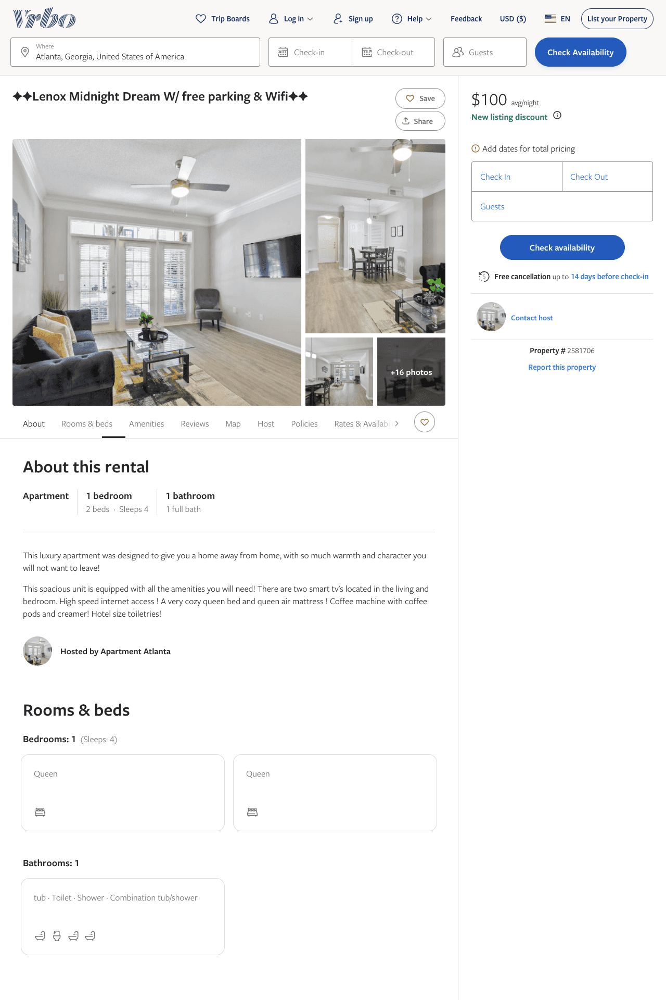 Vrbo
Trip Boards
Log in
Sign up
Help
Feedback
USD ($)
EN
List your Property
Where
Atlanta, Georgia, United States of America
Check-in
Check-out
Guests
Check Availability
✦✦Lenox Midnight Dream W/ free parking & Wifi✦✦
Save
Share
+16 photos
$100 avg/night
New listing discount
Add dates for total pricing
Check In
Check Out
Guests
Check availability
Free cancellation up to 14 days before check-in
Contact host
Property # 2581706
Report this property
About
Rooms & beds
Amenities
Reviews
Map
Host
Policies
Rates & Availabili
About this rental
Apartment
1 bedroom
2 beds · Sleeps 4
1 bathroom
1 full bath
This luxury apartment was designed to give you a home away from home, with so much warmth and character you
will not want to leave!
This spacious unit is equipped with all the amenities you will need! There are two smart tv's located in the living and
bedroom. High speed internet access ! A very cozy queen bed and queen air mattress ! Coffee machine with coffee
pods and creamer! Hotel size toiletries!
Hosted by Apartment Atlanta
Rooms & beds
Bedrooms: 1 (Sleeps: 4)
Queen
Queen
Bathrooms: 1
tub · Toilet · Shower · Combination tub/shower